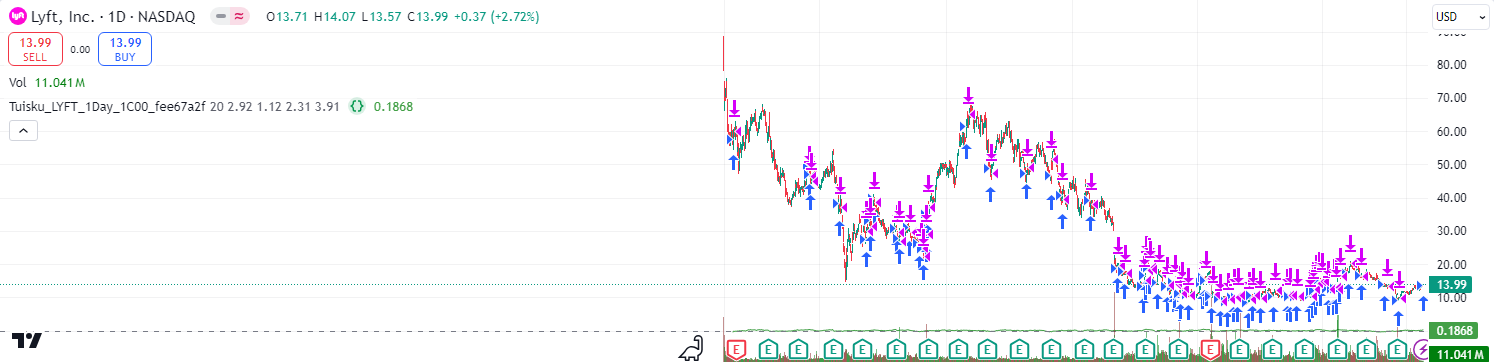 lyft Lyft, Inc. · 1D · NASDAQ O13.71 H14.07 L13.57 C13.99 +0.37 (+2.72%)
USD
90.00
13.99
SELL
0.00
13.99
BUY
Vol 11.041 M
Tuisku_LYFT_1Day_1C00_fee67a2f 20 2.92 1.12 2.31 3.91 {} 0.1868
80.00
70.00
60.00
50.00
40.00
30.00
20.00
13.99
10.00
0.1868
11.041 M
E E E E E E E E E E E E E E E E E E E E E E